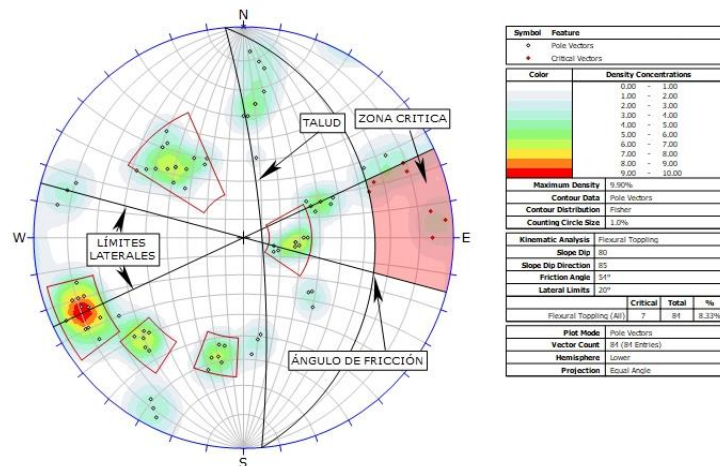 N
TALUD
ZONA CRITICA
W
E
LÍMITES
LATERALES
ÁNGULO DE FRICCIÓN
S
Symbol Feature
Pole Vectors
Critical Vectors
Color Density Concentrations
0.00 - 1.00
1.00 - 2.00
2.00 - 3.00
3.00 - 4.00
4.00 - 5.00
5.00 - 6.00
6.00 - 7.00
7.00 - 8.00
8.00 - 9.00
9.00 - 10.00
Maximum Density 9.90%
Contour Data Pole Vectors
Contour Distribution Fisher
Counting Circle Size 1.0%
Kinematic Analysis Flexural Toppling
Slope Dip 80
Slope Dip Direction 85
Friction Angle 54°
Lateral Limits 20°
Critical Total %
Flexural Toppling (All) 7 84 8.33%
Plot Mode Pole Vectors
Vector Count 84 (84 Entries)
Hemisphere Lower
Projection Equal Angle